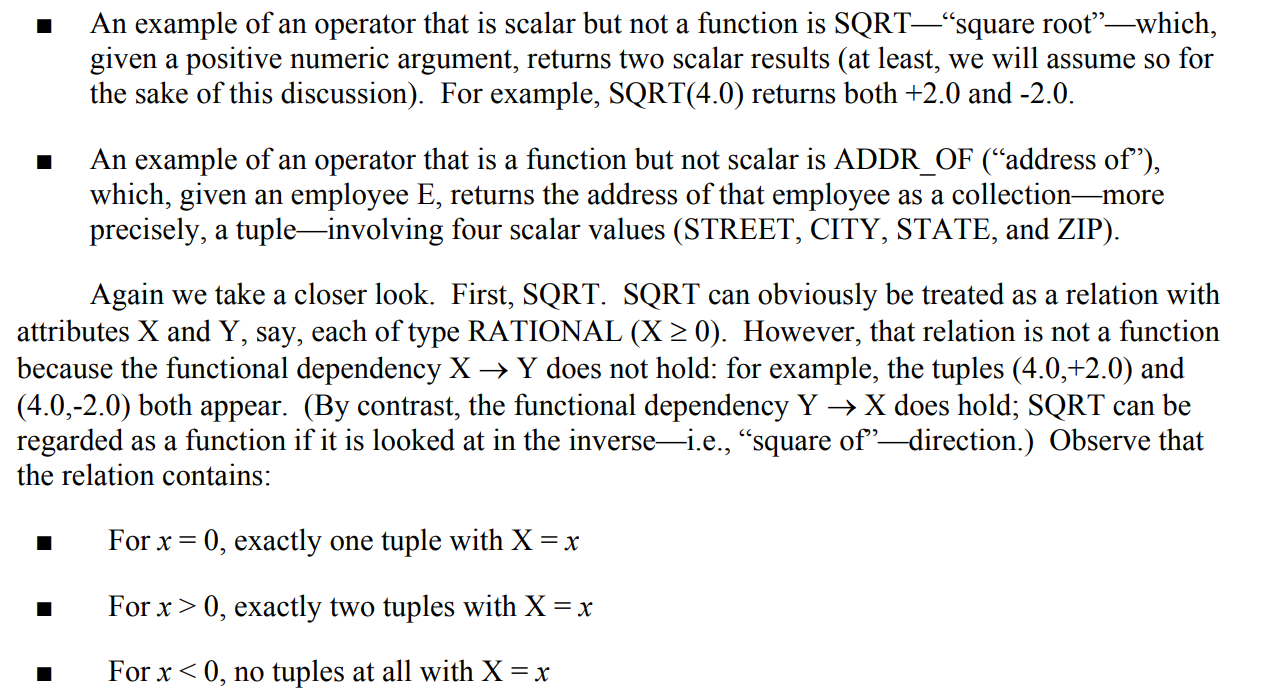 ■ An example of an operator that is scalar but not a function is SQRT—“square root”—which,
given a positive numeric argument, returns two scalar results (at least, we will assume so for
the sake of this discussion). For example, SQRT(4.0) returns both +2.0 and -2.0.
■ An example of an operator that is a function but not scalar is ADDR_OF (“address of”),
which, given an employee E, returns the address of that employee as a collection—more
precisely, a tuple—involving four scalar values (STREET, CITY, STATE, and ZIP).
Again we take a closer look. First, SQRT. SQRT can obviously be treated as a relation with
attributes X and Y, say, each of type RATIONAL (X ≥ 0). However, that relation is not a function
because the functional dependency X → Y does not hold: for example, the tuples (4.0,+2.0) and
(4.0,-2.0) both appear. (By contrast, the functional dependency Y → X does hold; SQRT can be
regarded as a function if it is looked at in the inverse—i.e., “square of”—direction.) Observe that
the relation contains:
■ For x = 0, exactly one tuple with X = x
■ For x > 0, exactly two tuples with X = x
■ For x < 0, no tuples at all with X = x